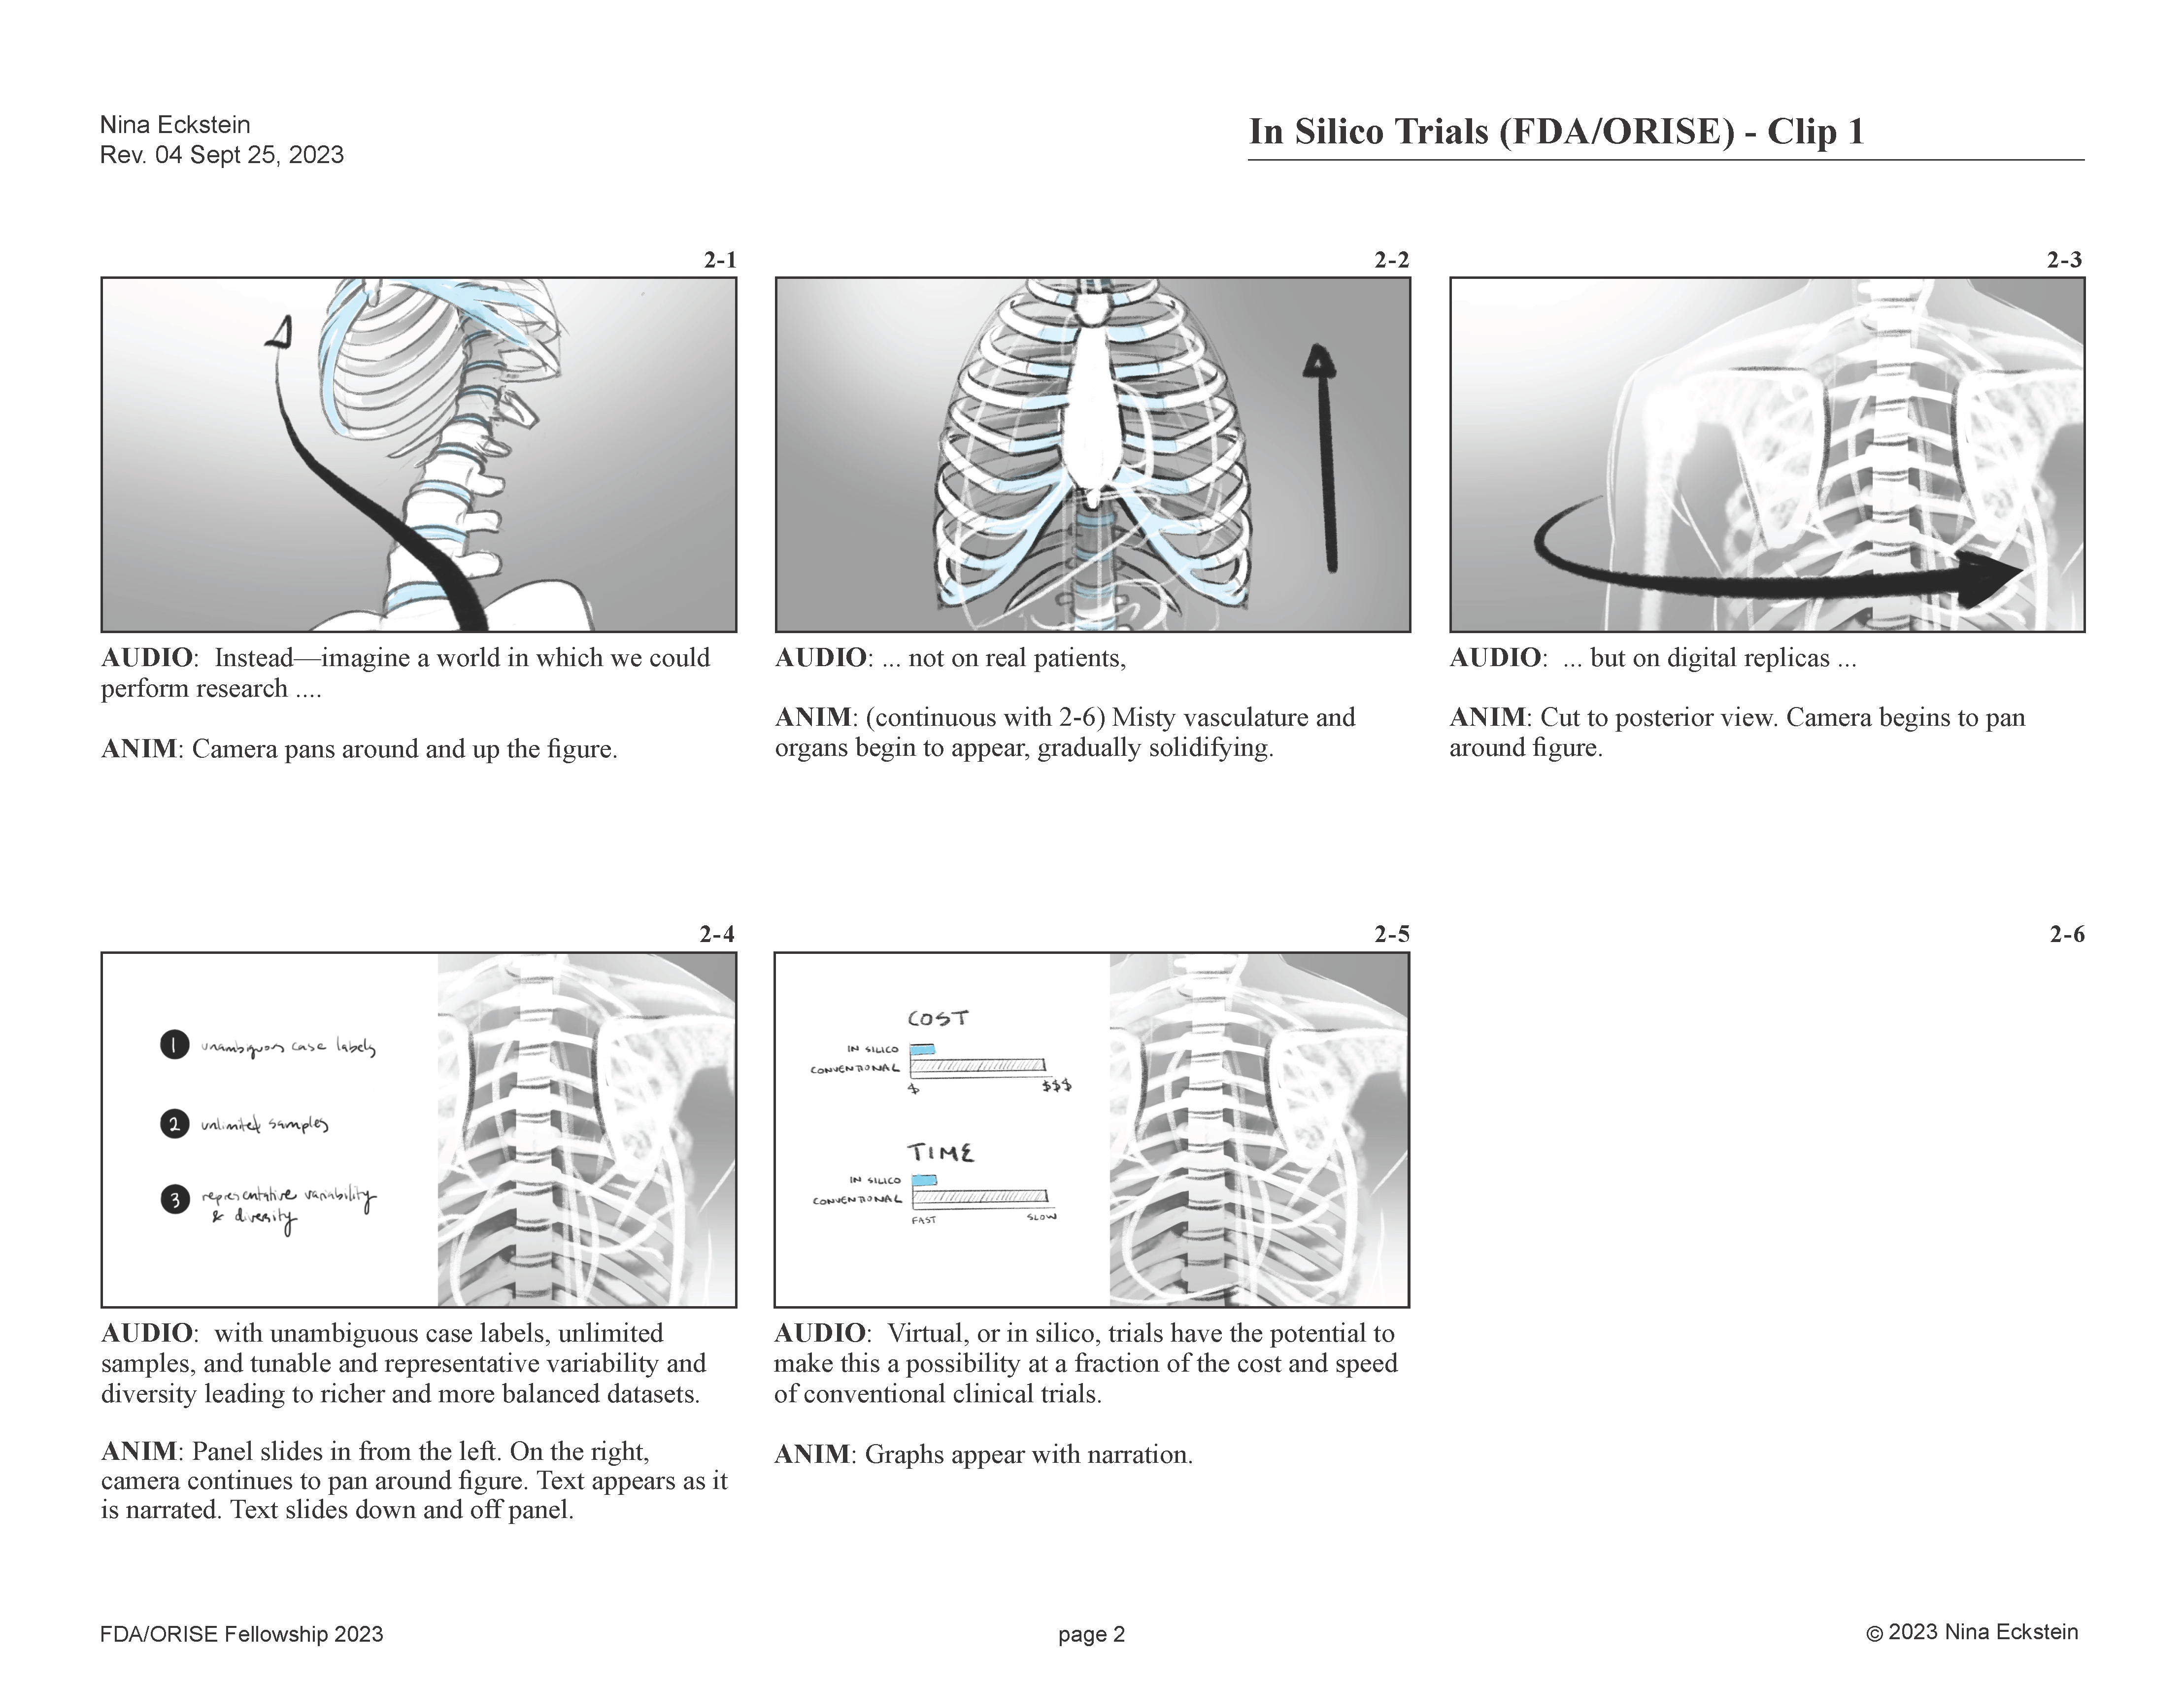 Nina Eckstein
Rev. 04 Sept 25, 2023
In Silico Trials (FDA/ORISE) - Clip 1
2-1
AUDIO:  Instead—imagine a world in which we could
perform research ....
ANIM: Camera pans around and up the figure.
2-2
AUDIO: ... not on real patients,
ANIM: (continuous with 2-6) Misty vasculature and
organs begin to appear, gradually solidifying.
2-3
AUDIO:  ... but on digital replicas ...
ANIM: Cut to posterior view. Camera begins to pan
around figure.
2-4
1 unambiguous case labels
2 unlimited samples
3 representative variability
& diversity
AUDIO:  with unambiguous case labels, unlimited
samples, and tunable and representative variability and
diversity leading to richer and more balanced datasets.
ANIM: Panel slides in from the left. On the right,
camera continues to pan around figure. Text appears as it
is narrated. Text slides down and off panel.
2-5
COST
IN SILICO
CONVENTIONAL
$ $$$
TIME
IN SILICO
CONVENTIONAL
FAST SLOW
AUDIO:  Virtual, or in silico, trials have the potential to
make this a possibility at a fraction of the cost and speed
of conventional clinical trials.
ANIM: Graphs appear with narration.
2-6
FDA/ORISE Fellowship 2023
page 2
© 2023 Nina Eckstein